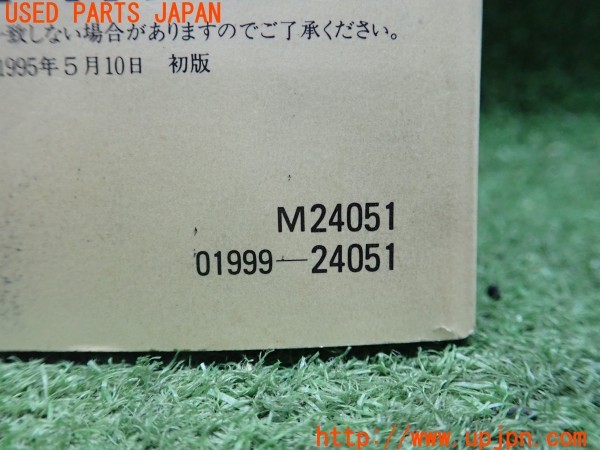 USED PARTS JAPAN
致しない場合がありますのでご了承ください。
1995年5月10日 初版
M24051
01999-24051
http://www.upjpn.com/